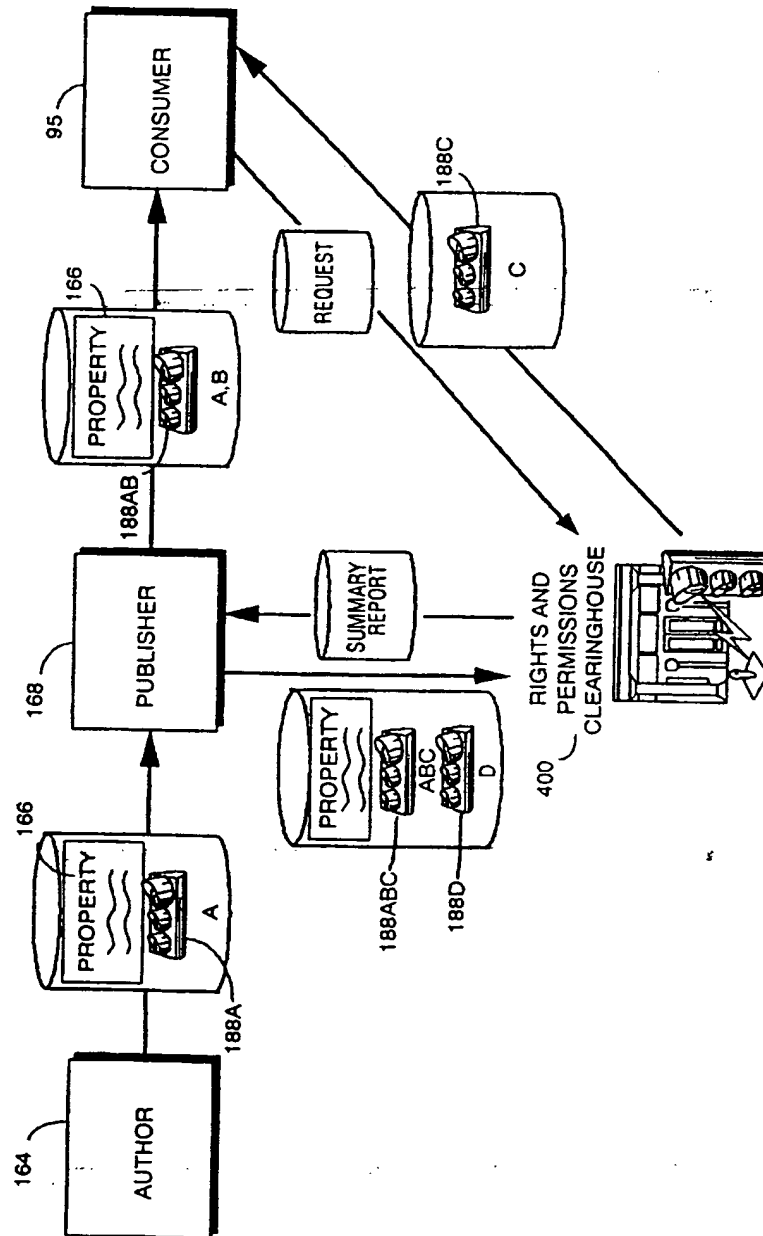 164
AUTHOR
166
PROPERTY
A
188A
168
PUBLISHER
188AB
166
PROPERTY
A,B
95
CONSUMER
PROPERTY
188ABC
ABC
188D
D
SUMMARY
REPORT
REQUEST
188C
C
400
RIGHTS AND
PERMISSIONS
CLEARINGHOUSE